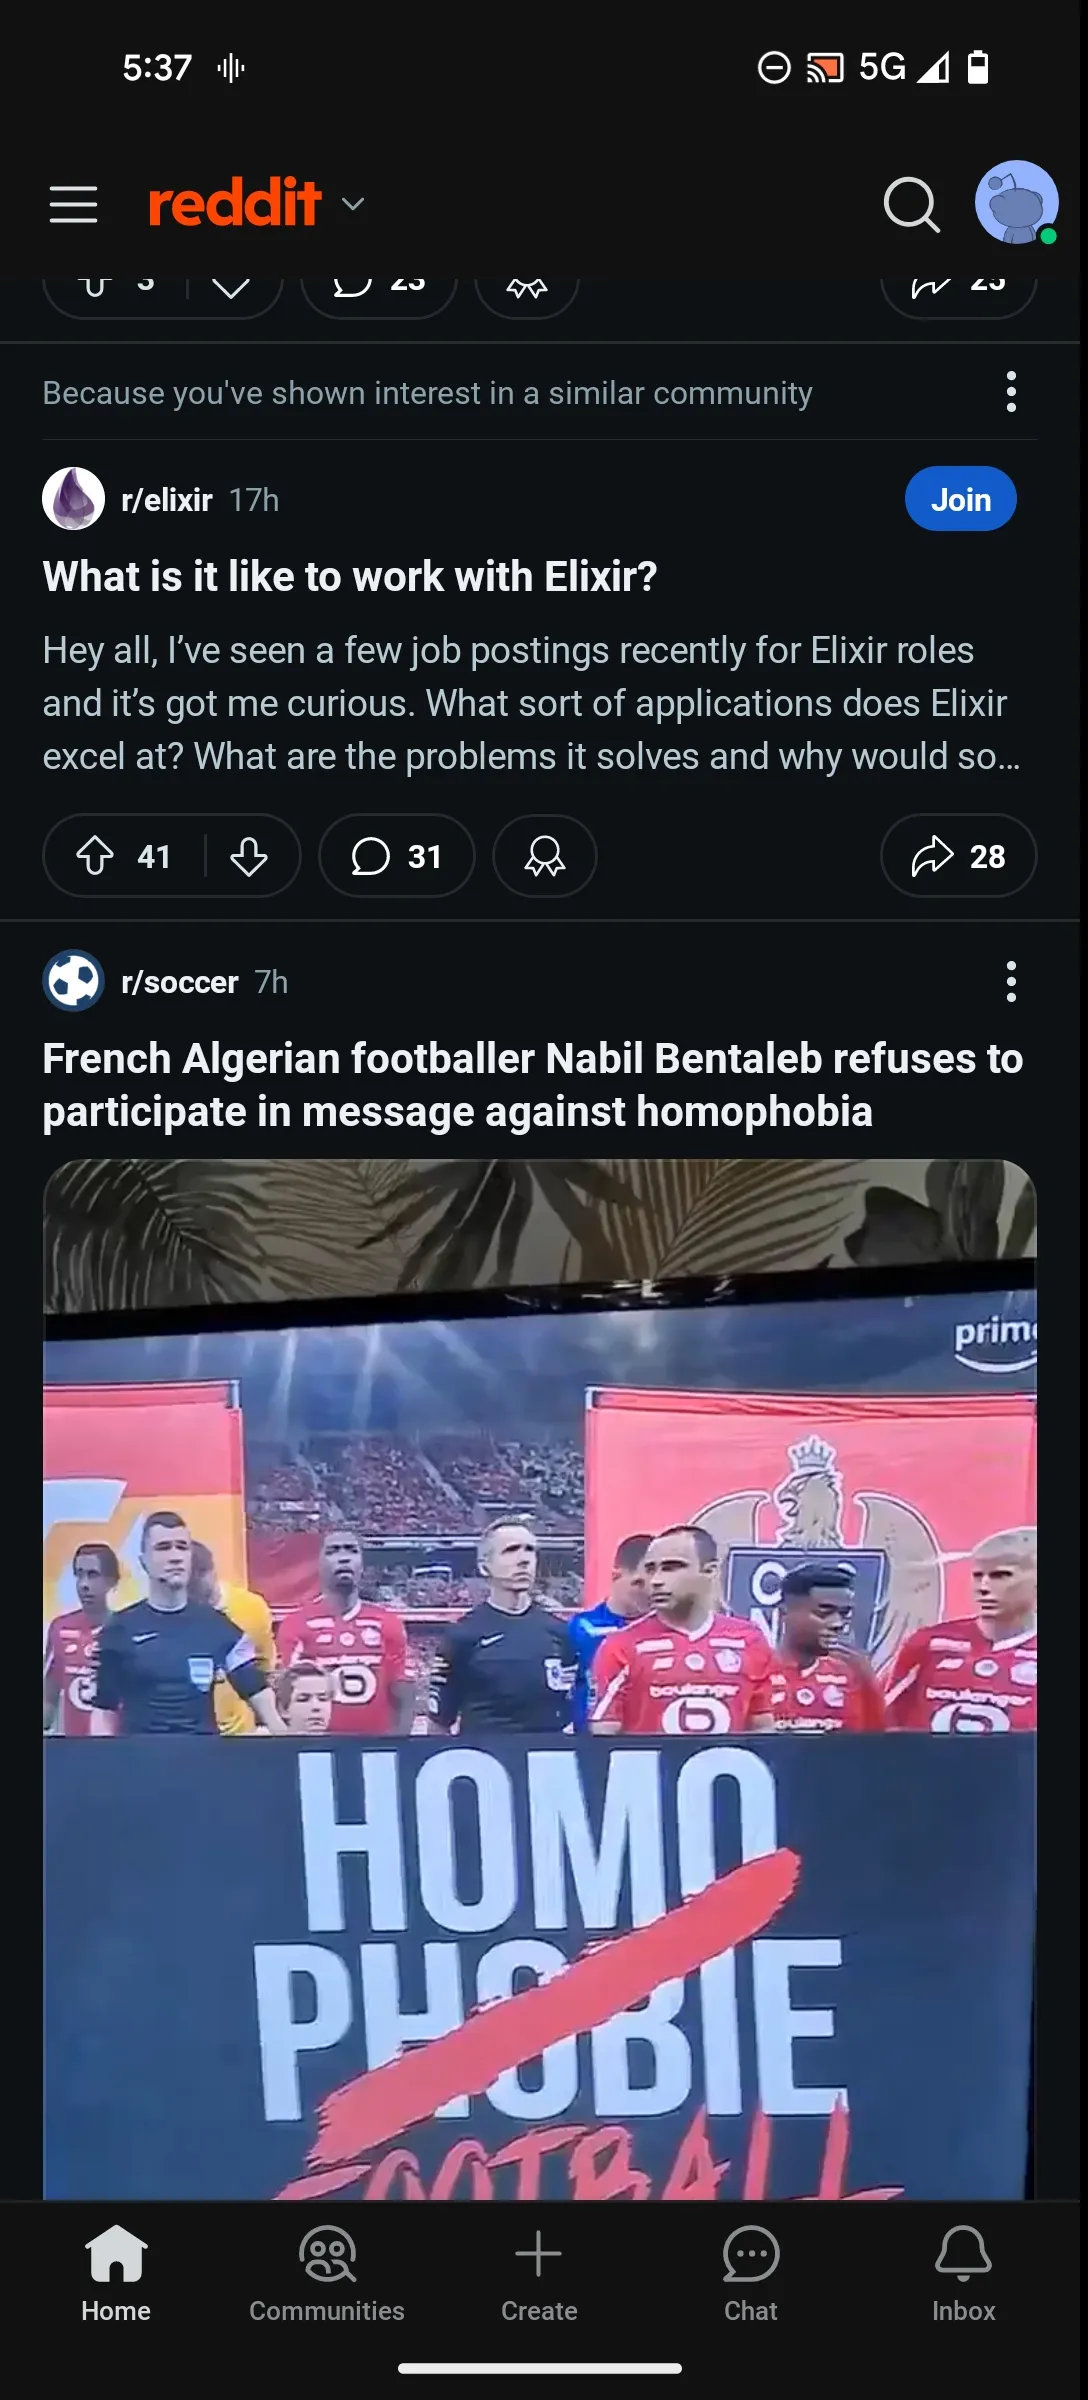 5:37
5G
reddit
Because you've shown interest in a similar community
r/elixir 17h
Join
What is it like to work with Elixir?
Hey all, I’ve seen a few job postings recently for Elixir roles
and it’s got me curious. What sort of applications does Elixir
excel at? What are the problems it solves and why would so…
41
31
28
r/soccer 7h
French Algerian footballer Nabil Bentaleb refuses to
participate in message against homophobia
prime
boulanger
boulanger
HOMO
PHOBIE
FOOTBALL
Home
Communities
Create
Chat
Inbox